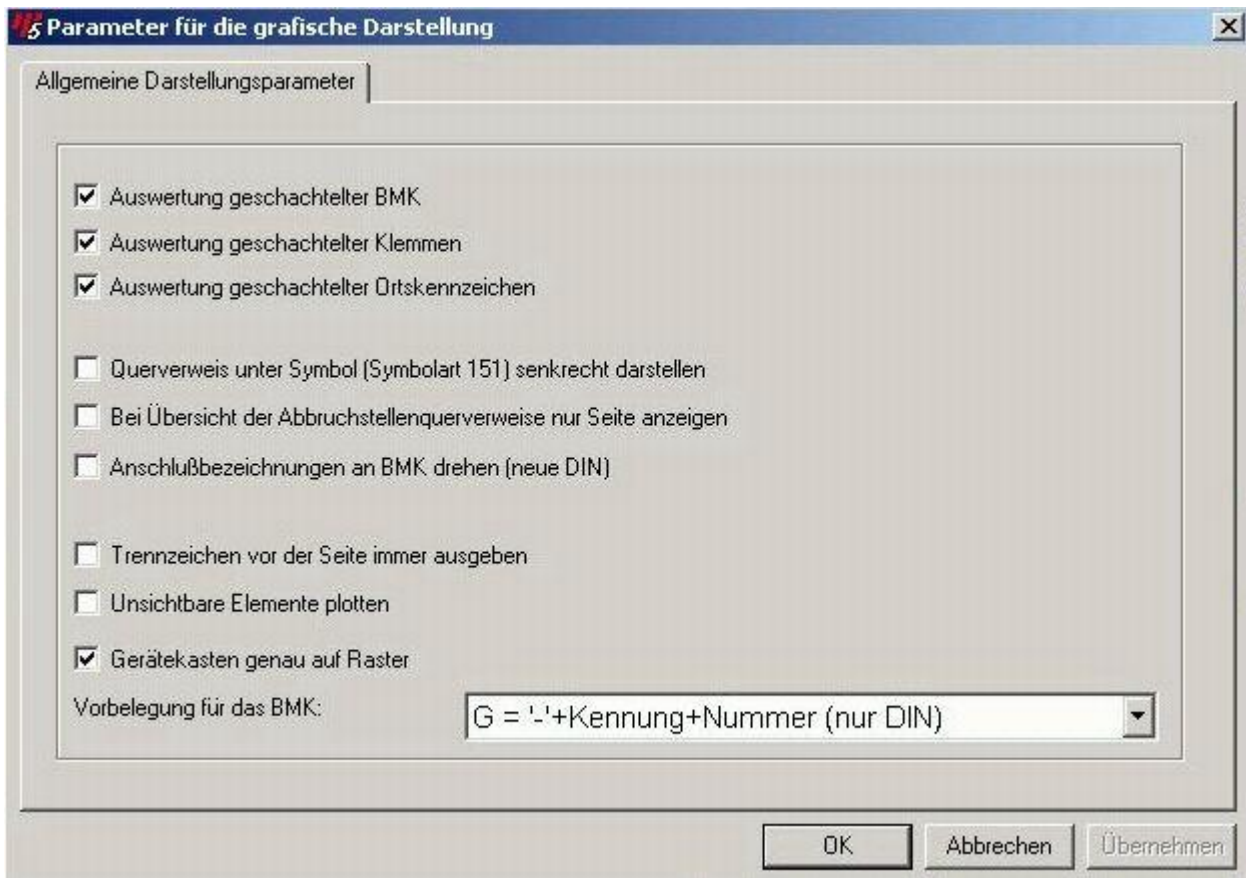 5 Parameter für die grafische Darstellung
Allgemeine Darstellungsparameter
Auswertung geschachtelter BMK
Auswertung geschachtelter Klemmen
Auswertung geschachtelter Ortskennzeichen
Querverweis unter Symbol (Symbolart 151) senkrecht darstellen
Bei Übersicht der Abbruchstellenquerverweise nur Seite anzeigen
Anschlußbezeichnungen an BMK drehen (neue DIN)
Trennzeichen vor der Seite immer ausgeben
Unsichtbare Elemente plotten
Gerätekasten genau auf Raster
Vorbelegung für das BMK: G = '-'+Kennung+Nummer (nur DIN)
OK Abbrechen Übernehmen